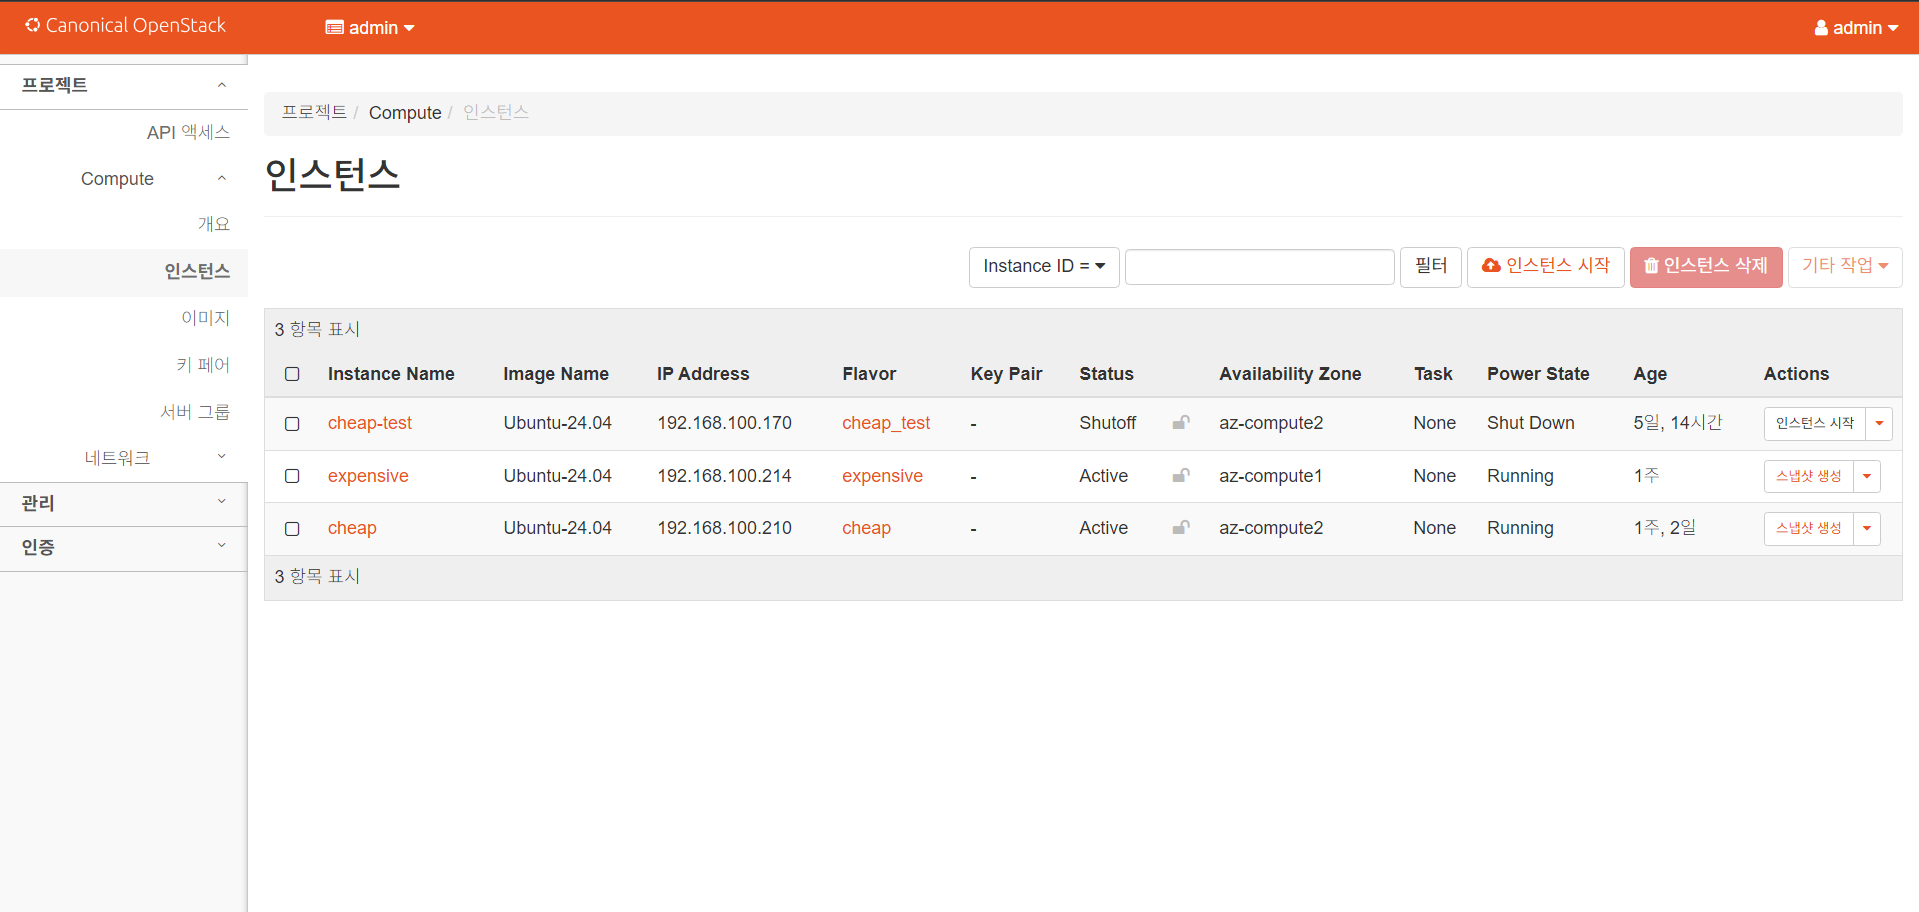 Canonical OpenStack
admin
admin
프로젝트
API 액세스
Compute
개요
인스턴스
이미지
키 페어
서버 그룹
네트워크
관리
인증
프로젝트 / Compute / 인스턴스
인스턴스
Instance ID =
필터
인스턴스 시작
인스턴스 삭제
기타 작업
3 항목 표시
Instance Name Image Name IP Address Flavor Key Pair Status Availability Zone Task Power State Age Actions
cheap-test Ubuntu-24.04 192.168.100.170 cheap_test - Shutoff az-compute2 None Shut Down 5일, 14시간 인스턴스 시작
expensive Ubuntu-24.04 192.168.100.214 expensive - Active az-compute1 None Running 1주 스냅샷 생성
cheap Ubuntu-24.04 192.168.100.210 cheap - Active az-compute2 None Running 1주, 2일 스냅샷 생성
3 항목 표시